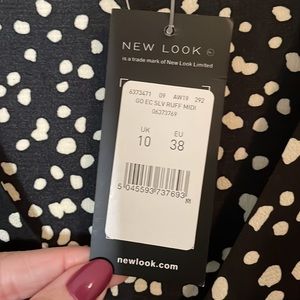 NEW LOOK
is a trade mark of New Look Limited
6373471 09 AW19 292
GO EC SLV RUFF MIDI
06373769
UK EU
10 38
5 045593 737693
newlook.com